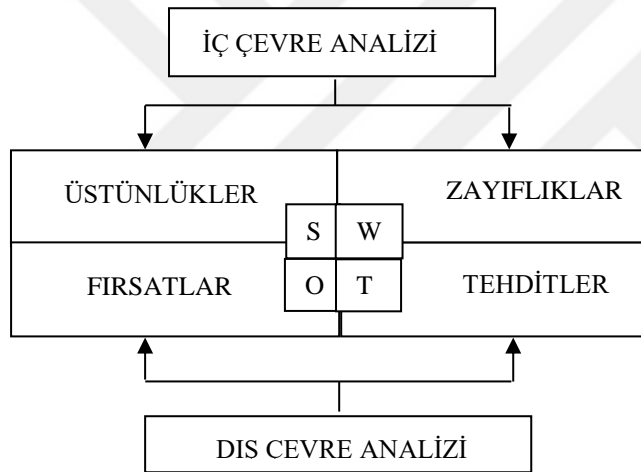 İÇ ÇEVRE ANALİZİ
ÜSTÜNLÜKLER
ZAYIFLIKLAR
S W
O T
FIRSATLAR
TEHDİTLER
DIS CEVRE ANALİZİ